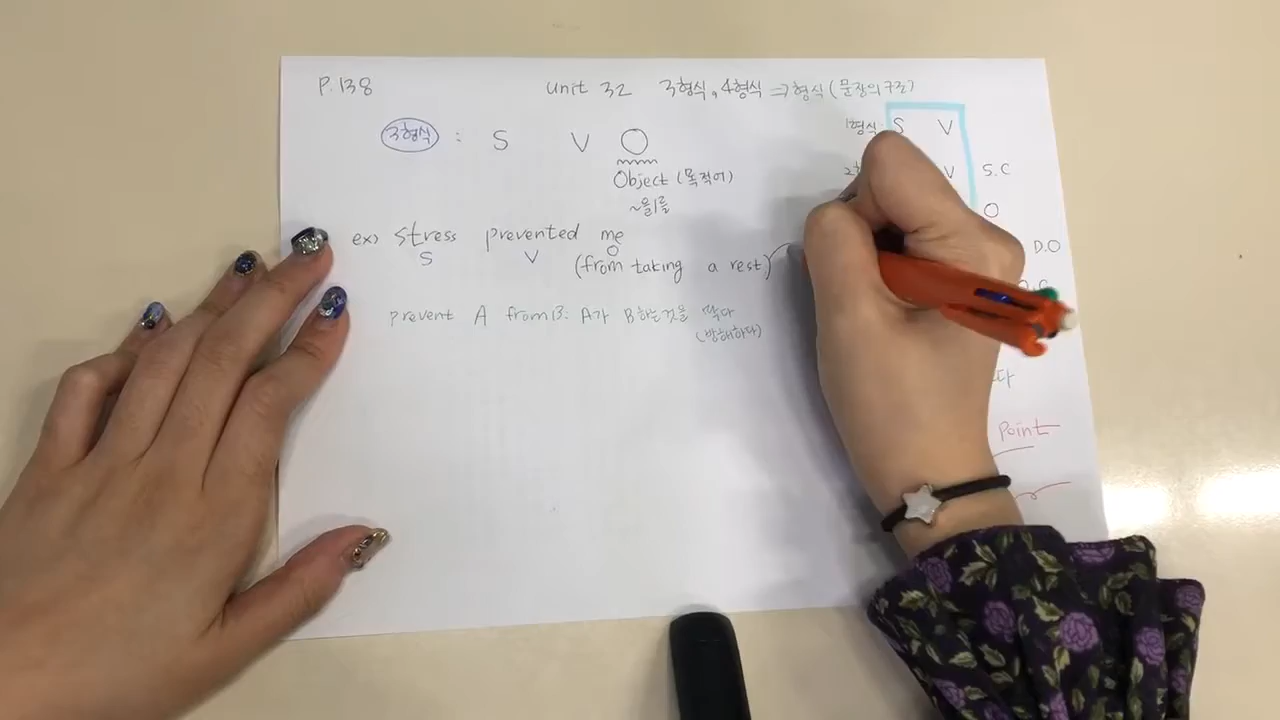 P. 138 unit 32 3형식, 4형식 => 형식 (문장의 구조)
3형식 : S V O
Object (목적어)
~을/를
ex) stress prevented me
S V O
(from taking a rest)
prevent A from B: A가 B하는것을 막다
(방해하다)
1형식: S V
V S.C
O
D.O
Point